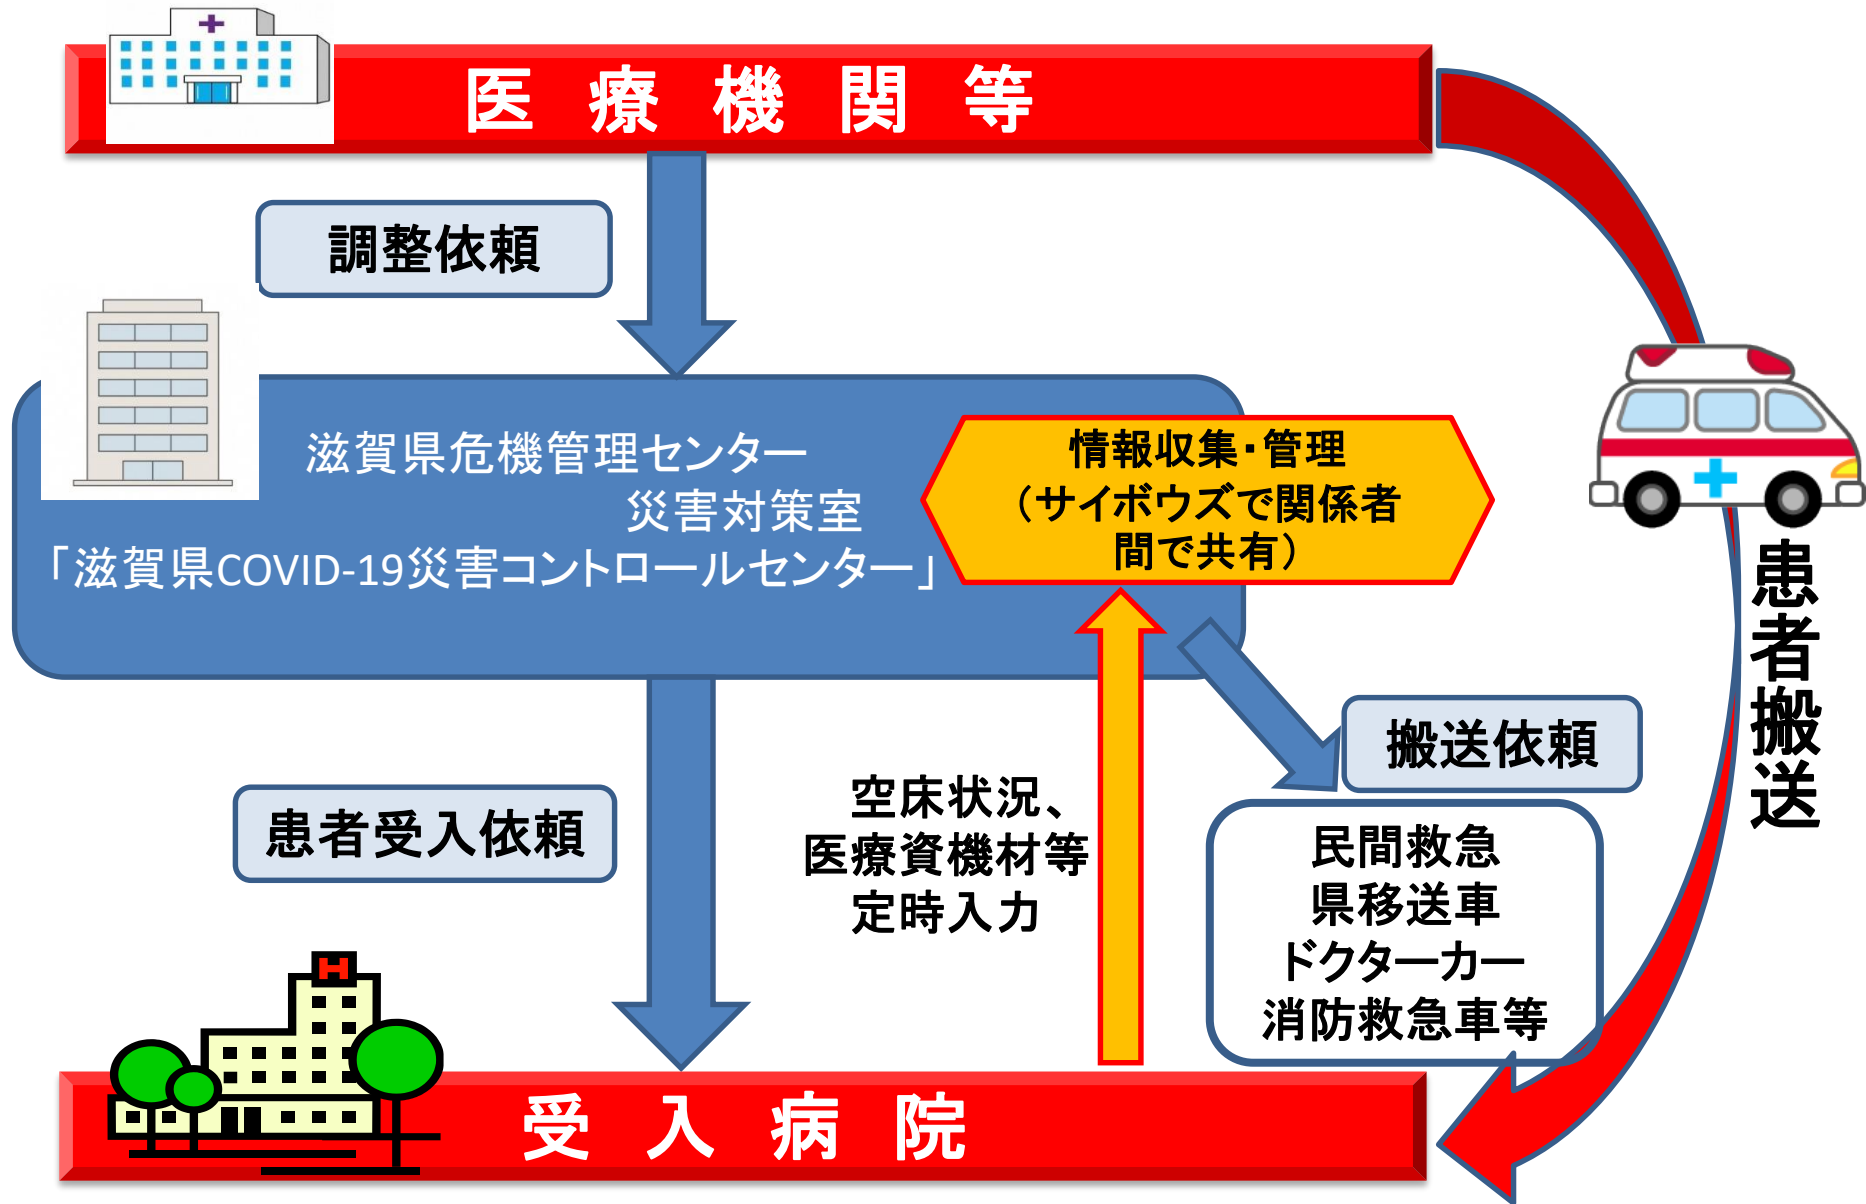 医療機関等
調整依頼
滋賀県危機管理センター
災害対策室
「滋賀県COVID-19災害コントロールセンター」
情報収集・管理
（サイボウズで関係者
間で共有）
搬送依頼
患者搬送
患者受入依頼
空床状況、
医療資機材等
定時入力
民間救急
県移送車
ドクターカー
消防救急車等
H
受入病院